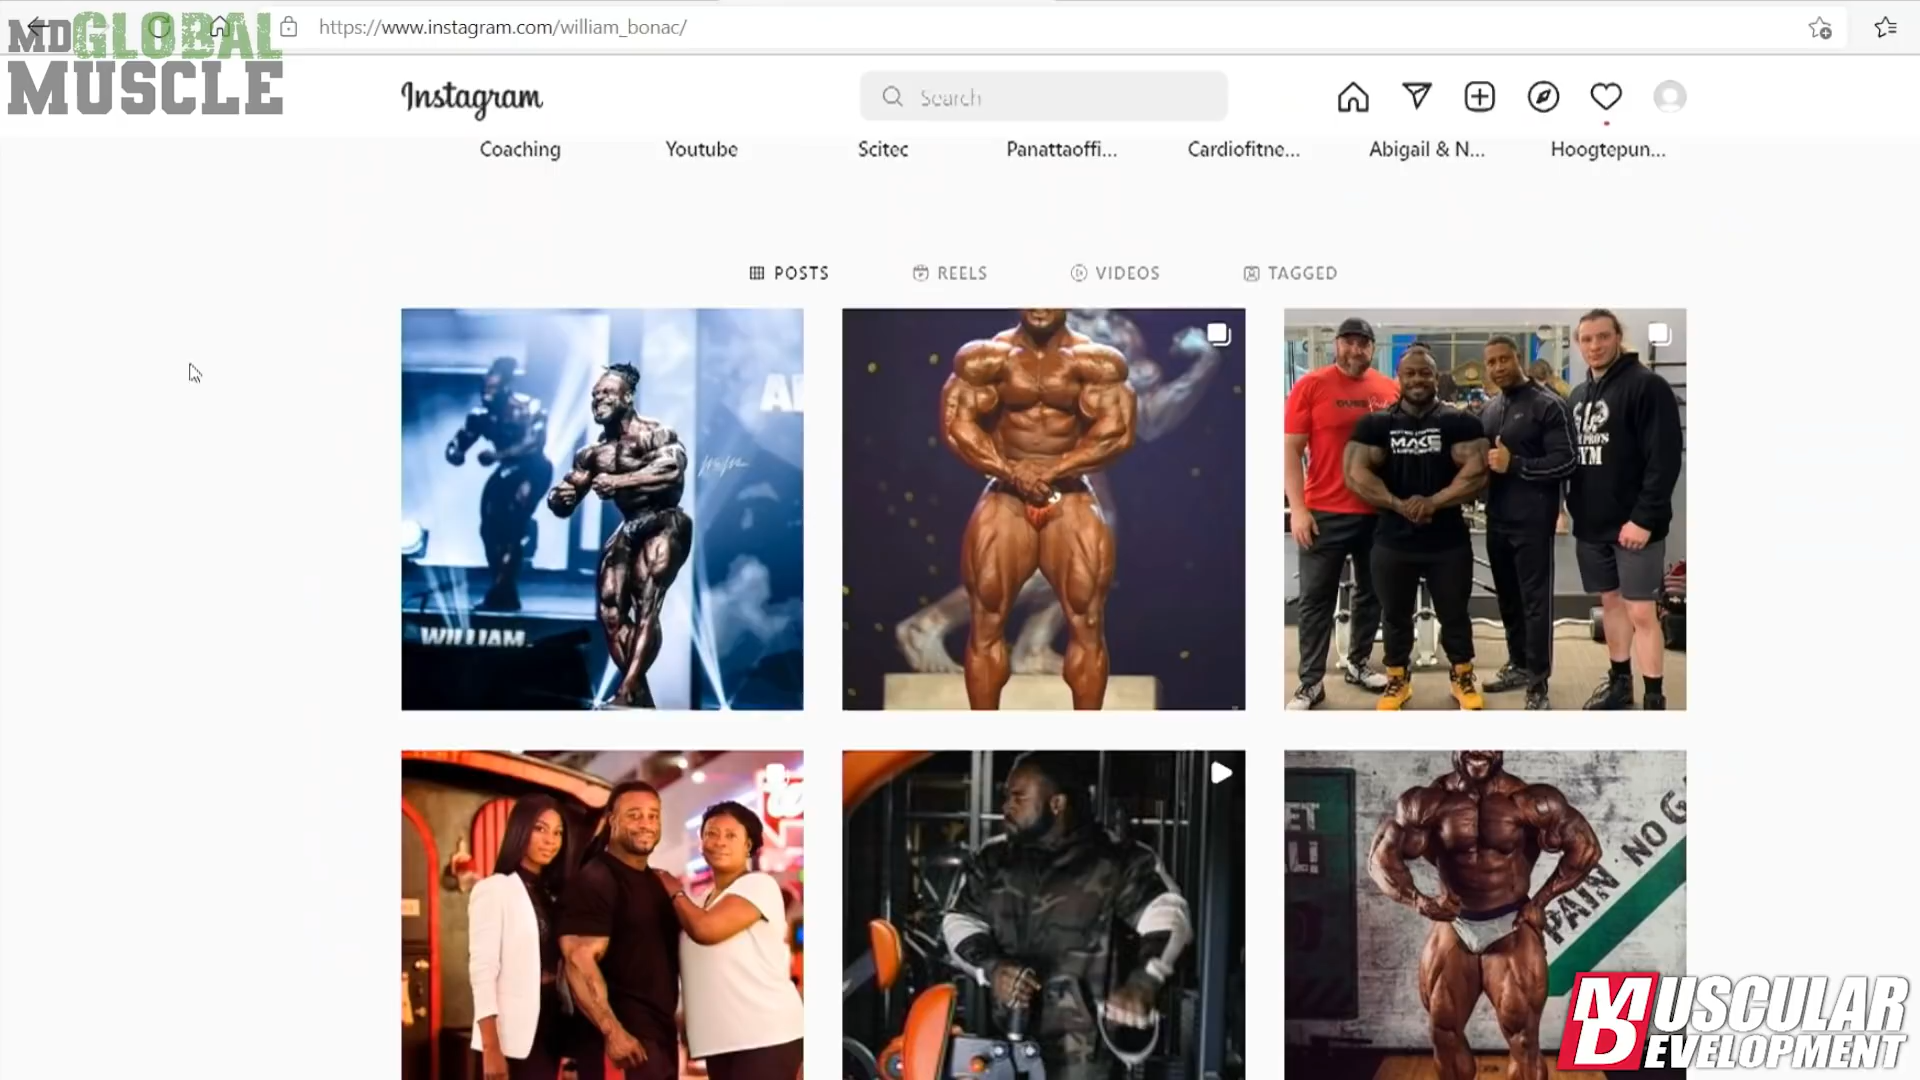 MD GLOBAL
MUSCLE
https://www.instagram.com/william_bonac/
Instagram
Search
Coaching
Youtube
Scitec
Panattaoffi...
Cardiofitne...
Abigail & N...
Hoogtepun...
POSTS
REELS
VIDEOS
TAGGED
WILLIAM
MAKE
GYM
PAIN NO G
MUSCULAR
DEVELOPMENT